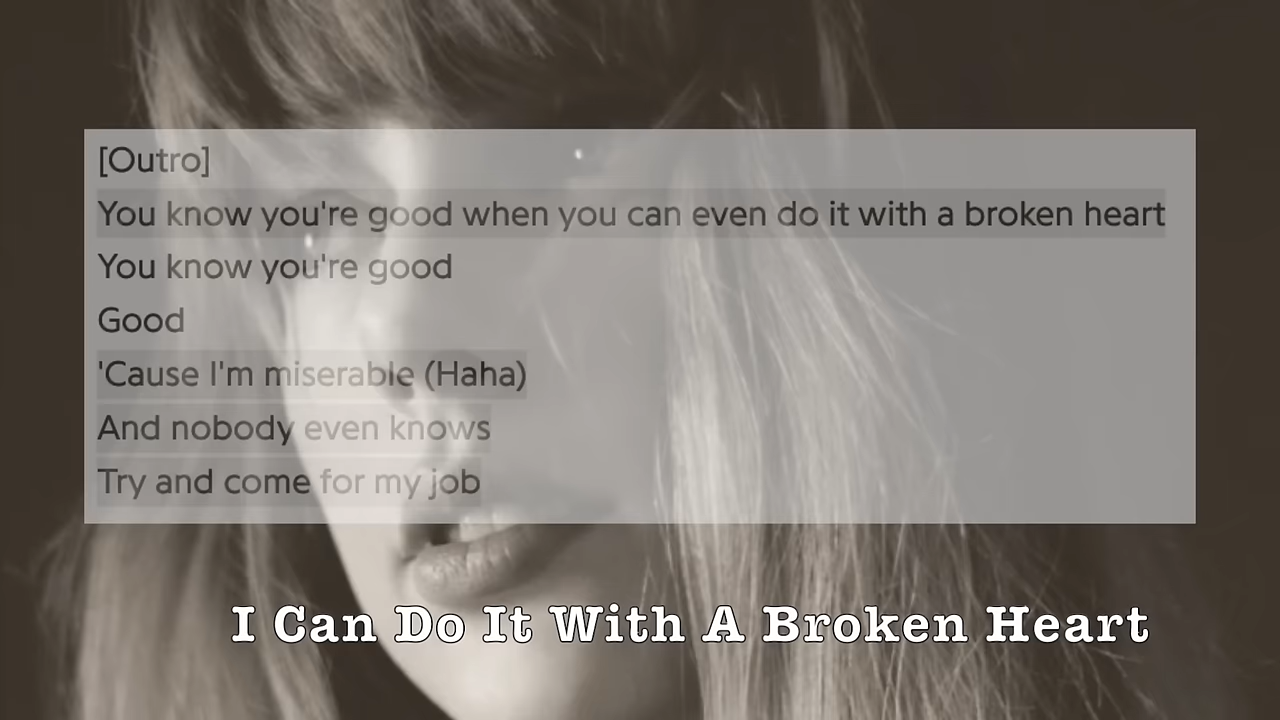 [Outro]
You know you're good when you can even do it with a broken heart
You know you're good
Good
'Cause I'm miserable (Haha)
And nobody even knows
Try and come for my job
I Can Do It With A Broken Heart